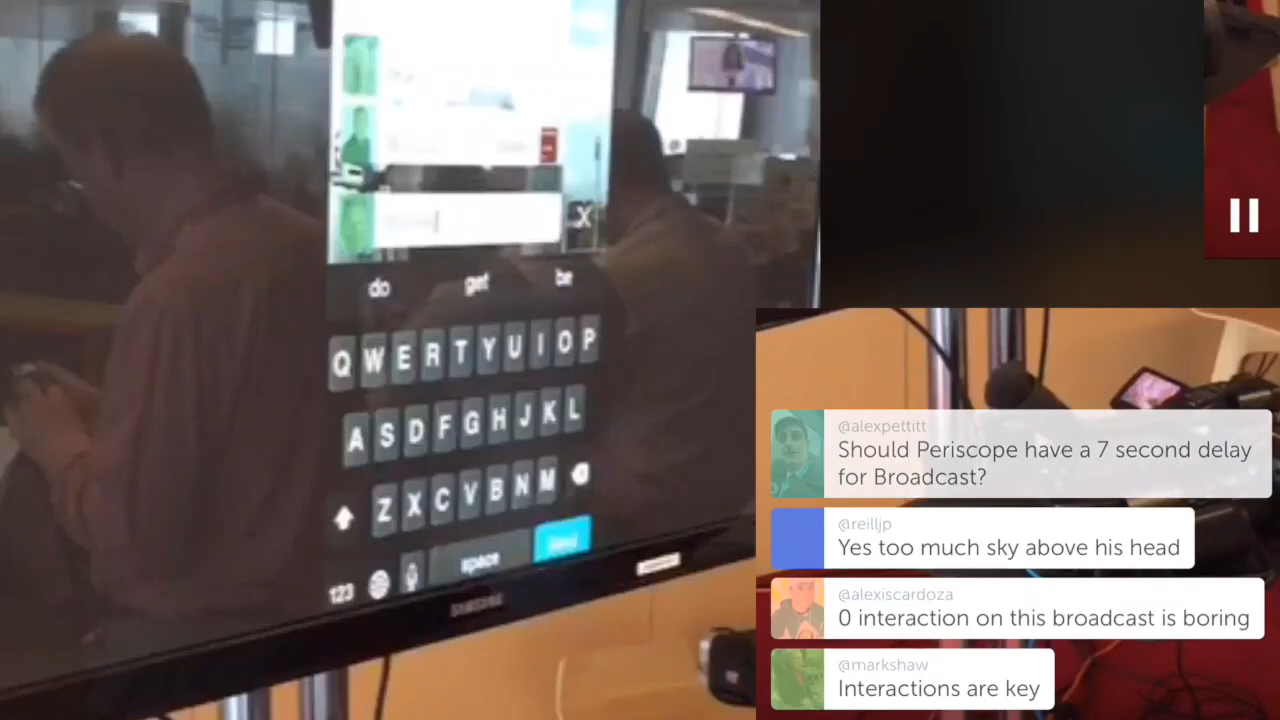 do get be
Q W E R T Y U I O P
A S D F G H J K L
Z X C V B N M
123 space
SAMSUNG
@alexpettitt
Should Periscope have a 7 second delay
for Broadcast?
@reilljp
Yes too much sky above his head
@alexiscardoza
0 interaction on this broadcast is boring
@markshaw
Interactions are key